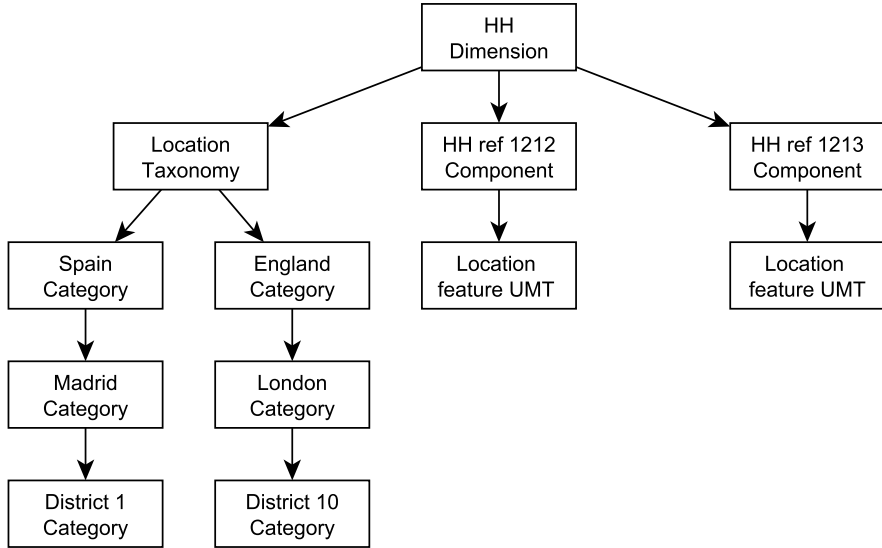 HH
Dimension
Location
Taxonomy
HH ref 1212
Component
HH ref 1213
Component
Spain
Category
England
Category
Location
feature UMT
Location
feature UMT
Madrid
Category
London
Category
District 1
Category
District 10
Category